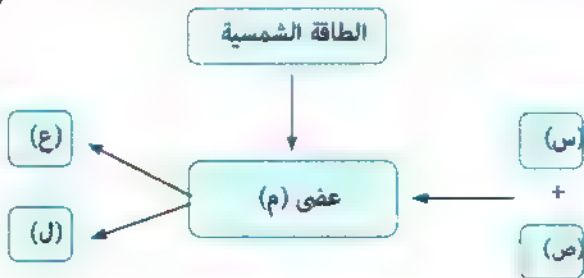 الطاقة الشمسية
(س)
+
(ص)
عضى (م)
(ع)
(ل)